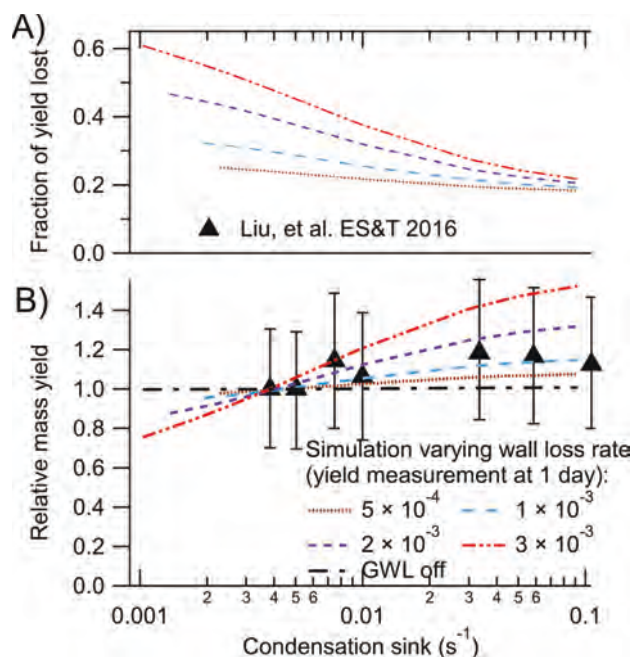 A)
0.6
0.4
0.2
0.0
Fraction of yield lost
Liu, et al. ES&T 2016
B)
1.4
1.2
1.0
0.8
0.6
0.4
0.2
0.0
Relative mass yield
Simulation varying wall loss rate
(yield measurement at 1 day):
5 × 10⁻⁴ 1 × 10⁻³
2 × 10⁻³ 3 × 10⁻³
GWL off
0.001 2 3 4 5 6 0.01 2 3 4 5 6 0.1
Condensation sink (s⁻¹)